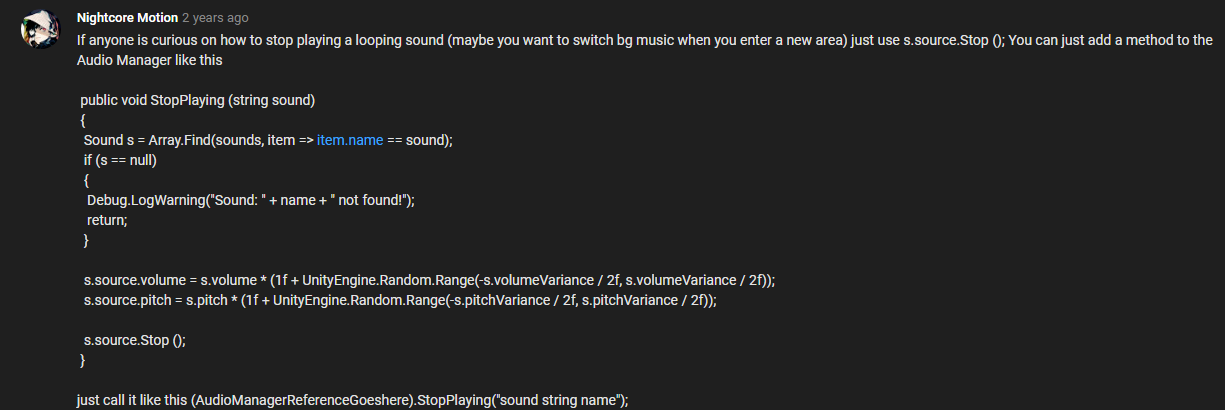 Nightcore Motion 2 years ago
If anyone is curious on how to stop playing a looping sound (maybe you want to switch bg music when you enter a new area) just use s.source.Stop (); You can just add a method to the
Audio Manager like this
public void StopPlaying (string sound)
{
Sound s = Array.Find(sounds, item => item.name == sound);
if (s == null)
{
Debug.LogWarning("Sound: " + name + " not found!");
return;
}
s.source.volume = s.volume * (1f + UnityEngine.Random.Range(-s.volumeVariance / 2f, s.volumeVariance / 2f));
s.source.pitch = s.pitch * (1f + UnityEngine.Random.Range(-s.pitchVariance / 2f, s.pitchVariance / 2f));
s.source.Stop ();
}
just call it like this (AudioManagerReferenceGoeshere).StopPlaying("sound string name");